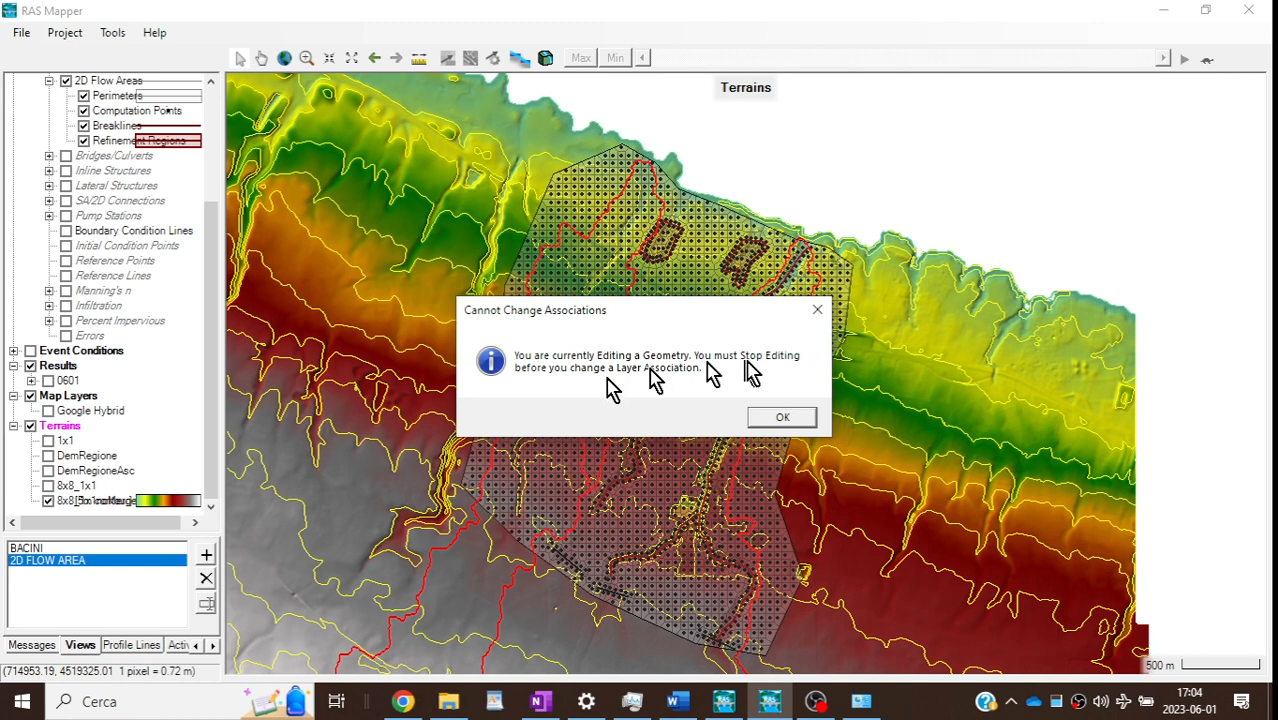 RAS Mapper
File Project Tools Help
Max Min
2D Flow Areas
Perimeters
Computation Points
Breaklines
Refinement Regions
Bridges/Culverts
Inline Structures
Lateral Structures
SA/2D Connections
Pump Stations
Boundary Condition Lines
Initial Condition Points
Reference Points
Reference Lines
Manning's n
Infiltration
Percent Impervious
Errors
Event Conditions
Results
0601
Map Layers
Google Hybrid
Terrains
1x1
DemRegione
DemRegioneAsc
8x8_1x1
BACINI
2D FLOW AREA
Messages Views Profile Lines Acti
(714953.19, 4519325.01 1 pixel = 0.72 m)
Terrains
Cannot Change Associations
You are currently Editing a Geometry. You must Stop Editing
before you change a Layer Association.
OK
500 m
Cerca
17:04
2023-06-01